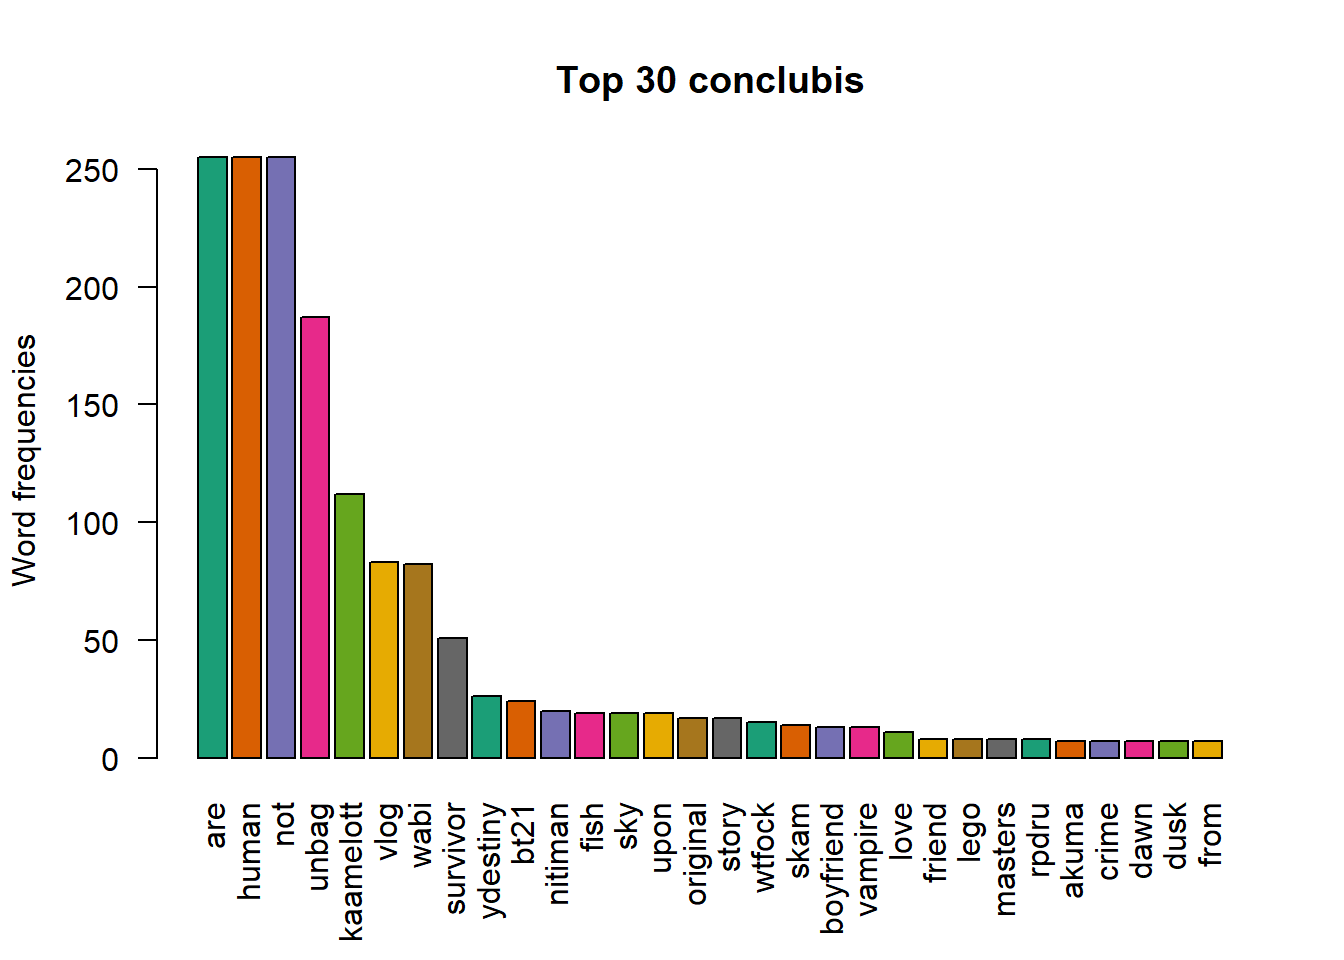 Top 30 conclubis
Word frequencies
250
200
150
100
50
0
are
human
not
unbag
kaamelott
vlog
wabi
survivor
ydestiny
bt21
nitiman
fish
sky
upon
original
story
wtfock
skam
boyfriend
vampire
love
friend
lego
masters
rpdru
akuma
crime
dawn
dusk
from